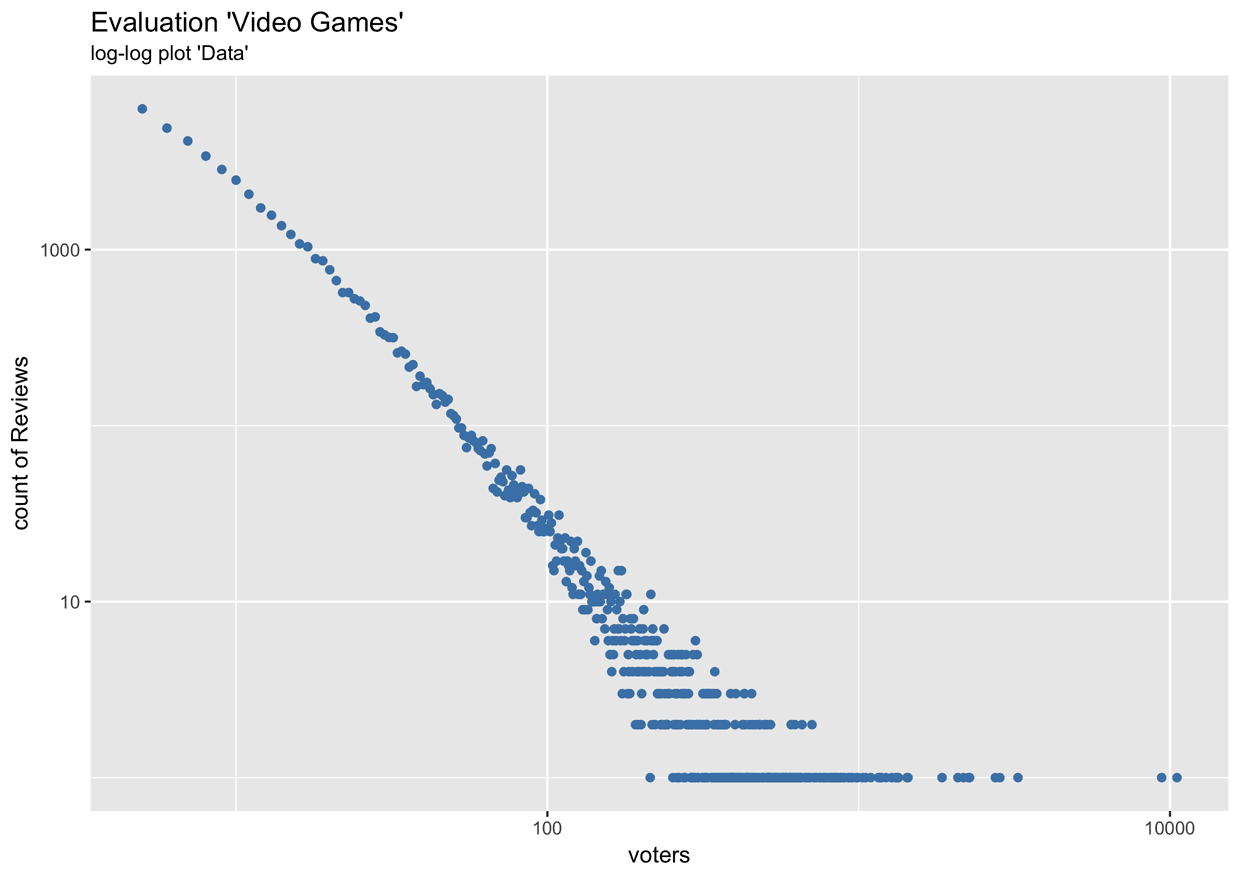 Evaluation 'Video Games'
log-log plot 'Data'
1000
10
count of Reviews
100
10000
voters